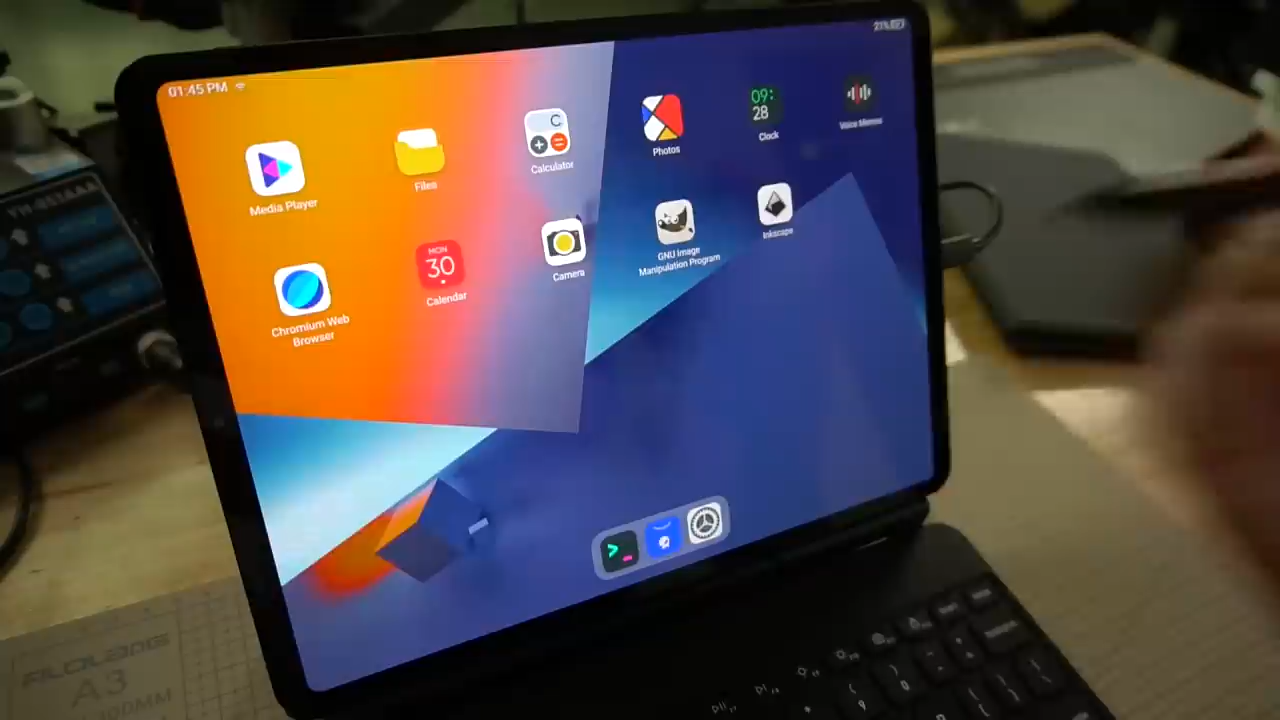 01:45 PM
21%
Media Player
Files
Calculator
Photos
09:
28
Clock
Voice Memos
Chromium Web
Browser
MON
30
Calendar
Camera
GNU Image
Manipulation Program
Inkscape
A3